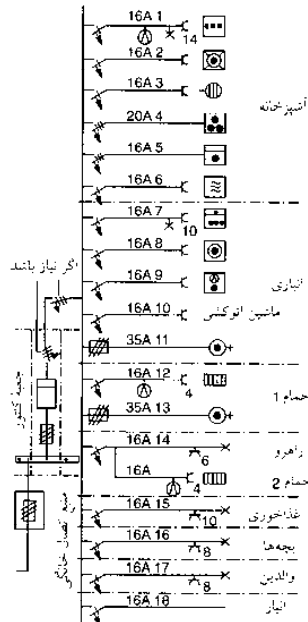 16A 1
14
16A 2
16A 3
آشپزخانه
20A 4
16A 5
16A 6
16A 7
10
16A 8
اگر نیاز باشد
16A 9
انباری
16A 10
ماشین اتوکشی
35A 11
جعبه کنتور
16A 12
4
حمام 1
35A 13
16A 14
6
راهرو
16A
4
حمام 2
16A 15
10
غذاخوری
16A 16
8
بچه‌ها
16A 17
8
والدین
16A 18
انبار